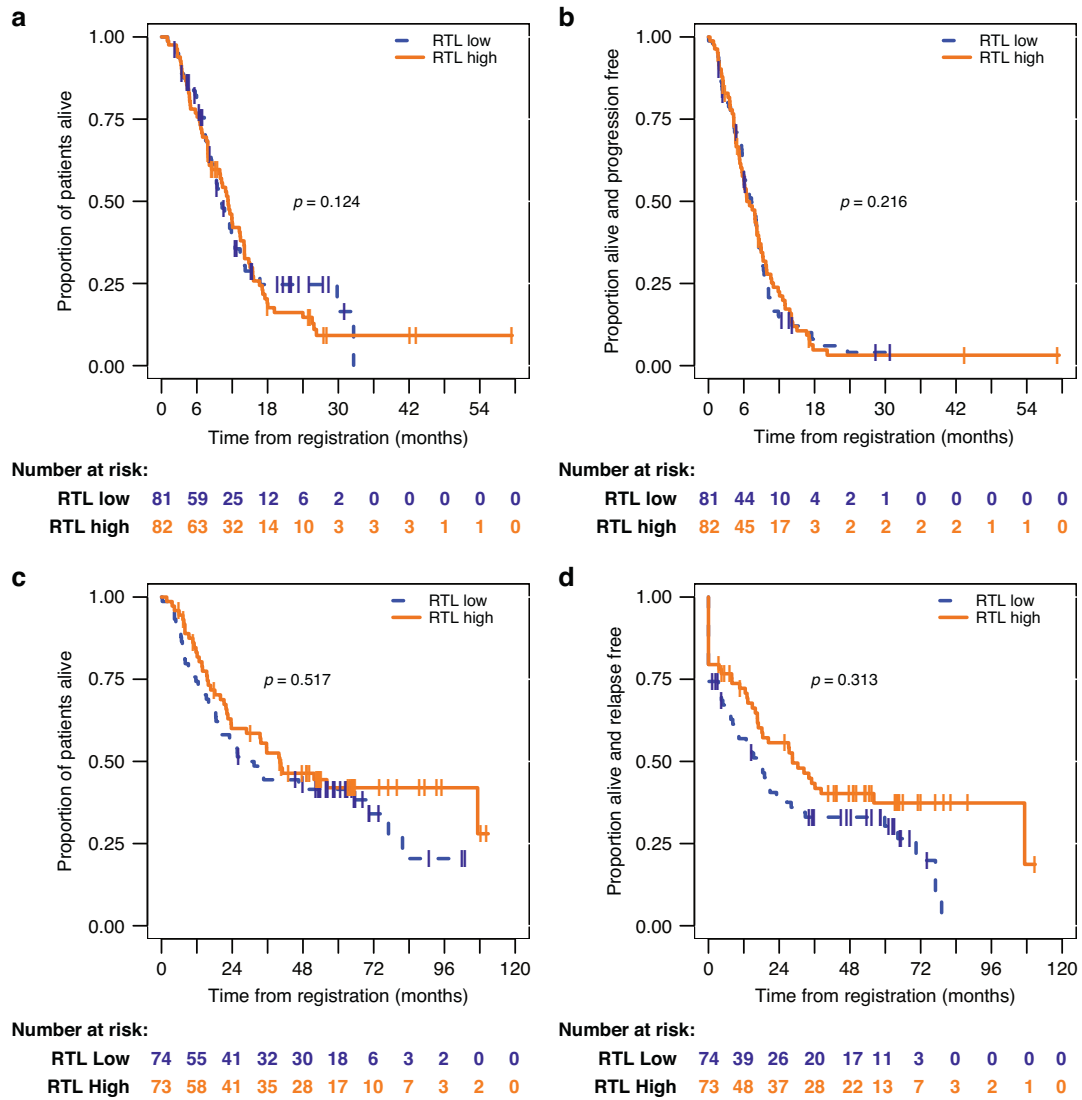 a
Proportion of patients alive
1.00
0.75
0.50
0.25
0.00
RTL low
RTL high
p = 0.124
0 6 18 30 42 54
Time from registration (months)
Number at risk:
RTL low 81 59 25 12 6 2 0 0 0 0 0
RTL high 82 63 32 14 10 3 3 3 1 1 0
b
Proportion alive and progression free
1.00
0.75
0.50
0.25
0.00
RTL low
RTL high
p = 0.216
0 6 18 30 42 54
Time from registration (months)
Number at risk:
RTL low 81 44 10 4 2 1 0 0 0 0 0
RTL high 82 45 17 3 2 2 2 2 1 1 0
c
Proportion of patients alive
1.00
0.75
0.50
0.25
0.00
RTL low
RTL high
p = 0.517
0 24 48 72 96 120
Time from registration (months)
Number at risk:
RTL Low 74 55 41 32 30 18 6 3 2 0 0
RTL High 73 58 41 35 28 17 10 7 3 2 0
d
Proportion alive and relapse free
1.00
0.75
0.50
0.25
0.00
RTL low
RTL high
p = 0.313
0 24 48 72 96 120
Time from registration (months)
Number at risk:
RTL Low 74 39 26 20 17 11 3 0 0 0 0
RTL High 73 48 37 28 22 13 7 3 2 1 0